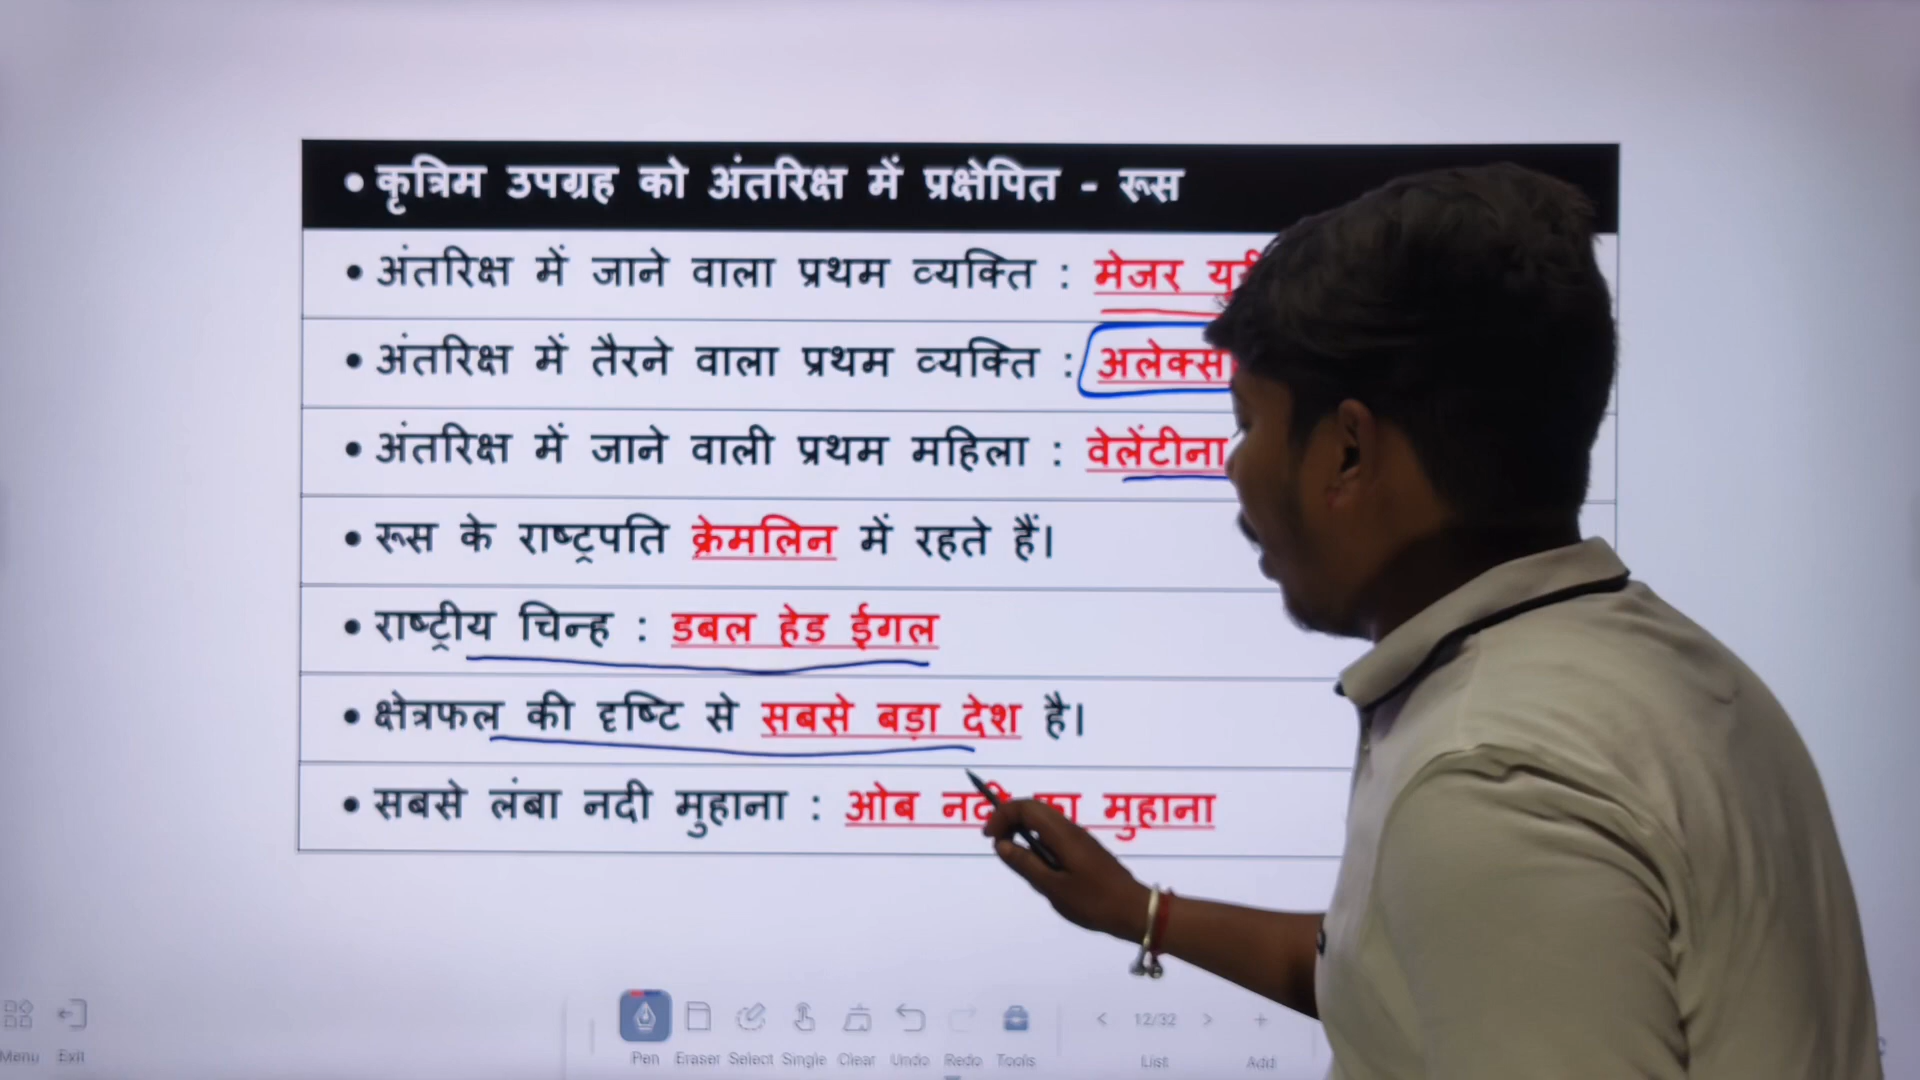 • कृत्रिम उपग्रह को अंतरिक्ष में प्रक्षेपित - रूस
• अंतरिक्ष में जाने वाला प्रथम व्यक्ति : मेजर
• अंतरिक्ष में तैरने वाला प्रथम व्यक्ति :
• अंतरिक्ष में जाने वाली प्रथम महिला : वेलेंटीना
• रूस के राष्ट्रपति क्रेमलिन में रहते हैं।
• राष्ट्रीय चिन्ह : डबल हेड ईगल
• क्षेत्रफल की दृष्टि से सबसे बड़ा देश है।
• सबसे लंबा नदी मुहाना : ओब नदी का मुहाना
12/32
Menu Exit Pen Eraser Select Single Clear Undo Redo Tools List Add